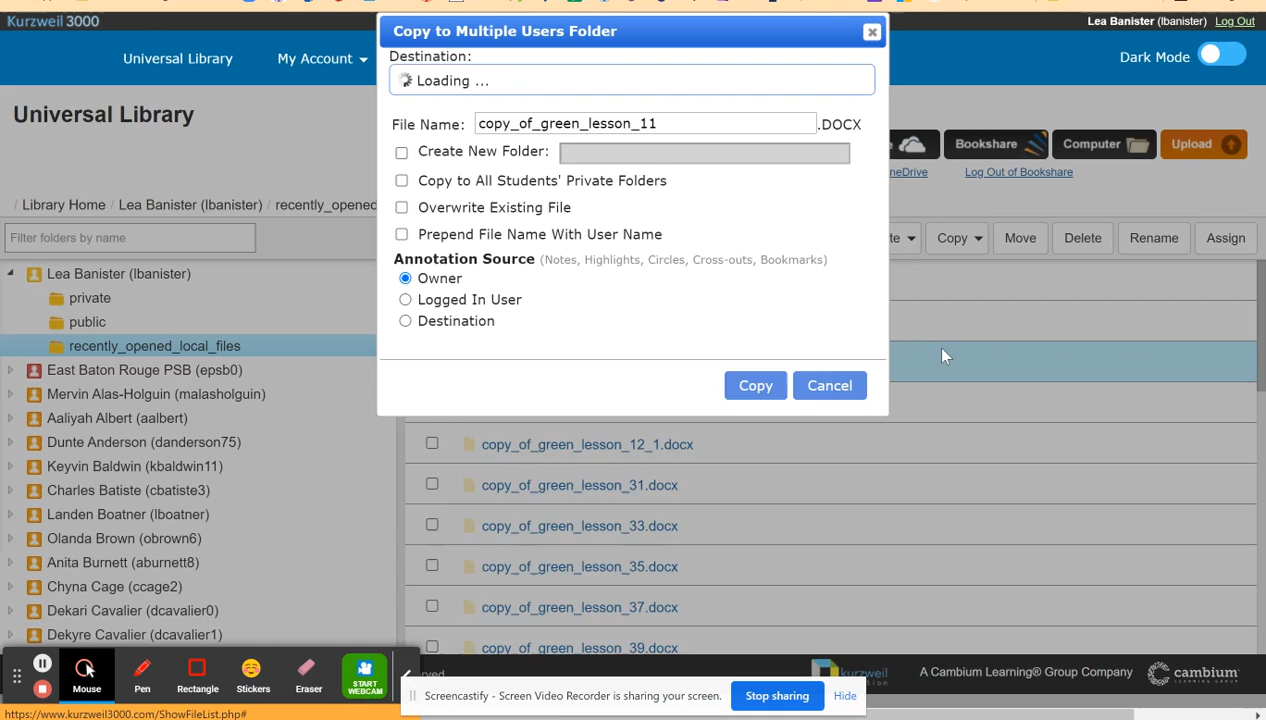 Kurzweil 3000
Lea Banister (lbanister) Log Out
Universal Library My Account
Dark Mode
Universal Library
Bookshare Computer Upload
neDrive Log Out of Bookshare
/ Library Home / Lea Banister (lbanister) / recently_opened
Filter folders by name
te Copy Move Delete Rename Assign
Lea Banister (lbanister)
private
public
recently_opened_local_files
East Baton Rouge PSB (epsb0)
Mervin Alas-Holguin (malasholguin)
Aaliyah Albert (aalbert)
Dunte Anderson (danderson75)
Keyvin Baldwin (kbaldwin11)
Charles Batiste (cbatiste3)
Landen Boatner (lboatner)
Olanda Brown (obrown6)
Anita Burnett (aburnett8)
Chyna Cage (ccage2)
Dekari Cavalier (dcavalier0)
Dekyre Cavalier (dcavalier1)
Copy to Multiple Users Folder
Destination:
Loading ...
File Name: copy_of_green_lesson_11 .DOCX
Create New Folder:
Copy to All Students' Private Folders
Overwrite Existing File
Prepend File Name With User Name
Annotation Source (Notes, Highlights, Circles, Cross-outs, Bookmarks)
Owner
Logged In User
Destination
Copy Cancel
copy_of_green_lesson_12_1.docx
copy_of_green_lesson_31.docx
copy_of_green_lesson_33.docx
copy_of_green_lesson_35.docx
copy_of_green_lesson_37.docx
copy_of_green_lesson_39.docx
Mouse Pen Rectangle Stickers Eraser START WEBCAM
erved kurzweil A Cambium Learning® Group Company cambium
Screencastify - Screen Video Recorder is sharing your screen. Stop sharing Hide
https://www.kurzweil3000.com/ShowFileList.php#